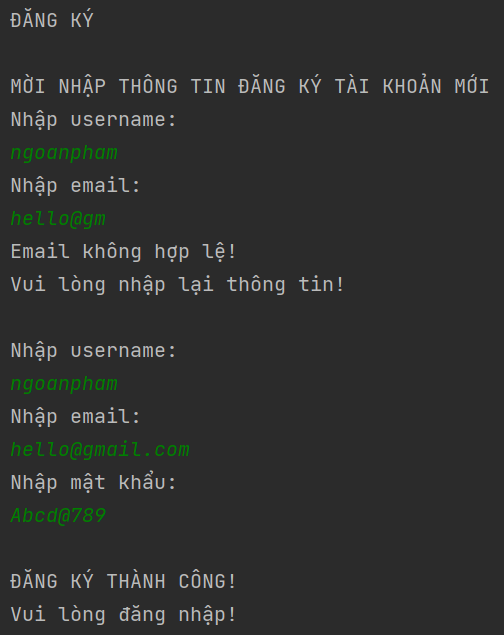 ĐĂNG KÝ
MỜI NHẬP THÔNG TIN ĐĂNG KÝ TÀI KHOẢN MỚI
Nhập username:
ngoanpham
Nhập email:
hello@gm
Email không hợp lệ!
Vui lòng nhập lại thông tin!
Nhập username:
ngoanpham
Nhập email:
hello@gmail.com
Nhập mật khẩu:
Abcd@789
ĐĂNG KÝ THÀNH CÔNG!
Vui lòng đăng nhập!